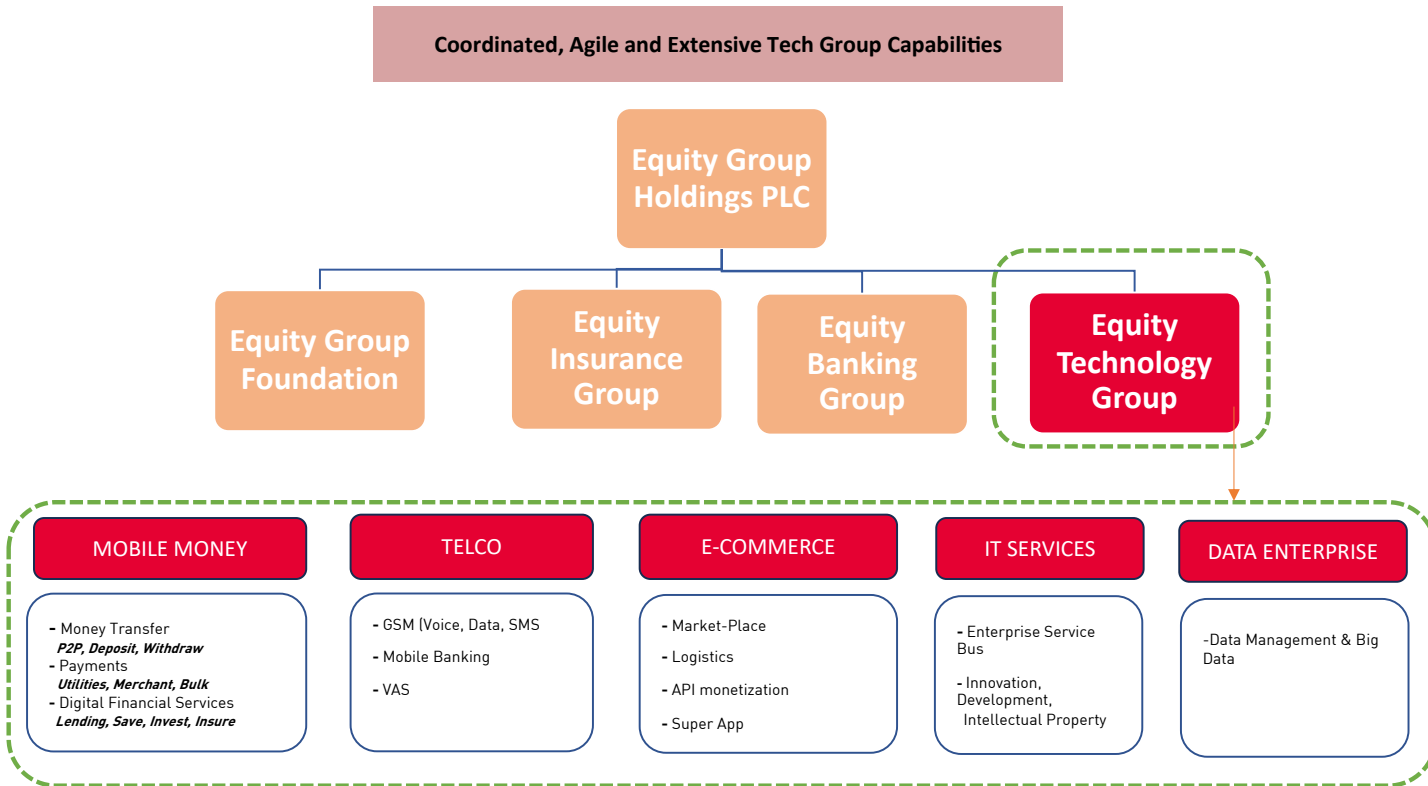 Coordinated, Agile and Extensive Tech Group Capabilities
Equity Group
Holdings PLC
Equity Group
Foundation
Equity
Insurance
Group
Equity
Banking
Group
Equity
Technology
Group
MOBILE MONEY
- Money Transfer
P2P, Deposit, Withdraw
- Payments
Utilities, Merchant, Bulk
- Digital Financial Services
Lending, Save, Invest, Insure
TELCO
- GSM (Voice, Data, SMS
- Mobile Banking
- VAS
E-COMMERCE
- Market-Place
- Logistics
- API monetization
- Super App
IT SERVICES
- Enterprise Service
Bus
- Innovation,
Development,
Intellectual Property
DATA ENTERPRISE
-Data Management & Big
Data